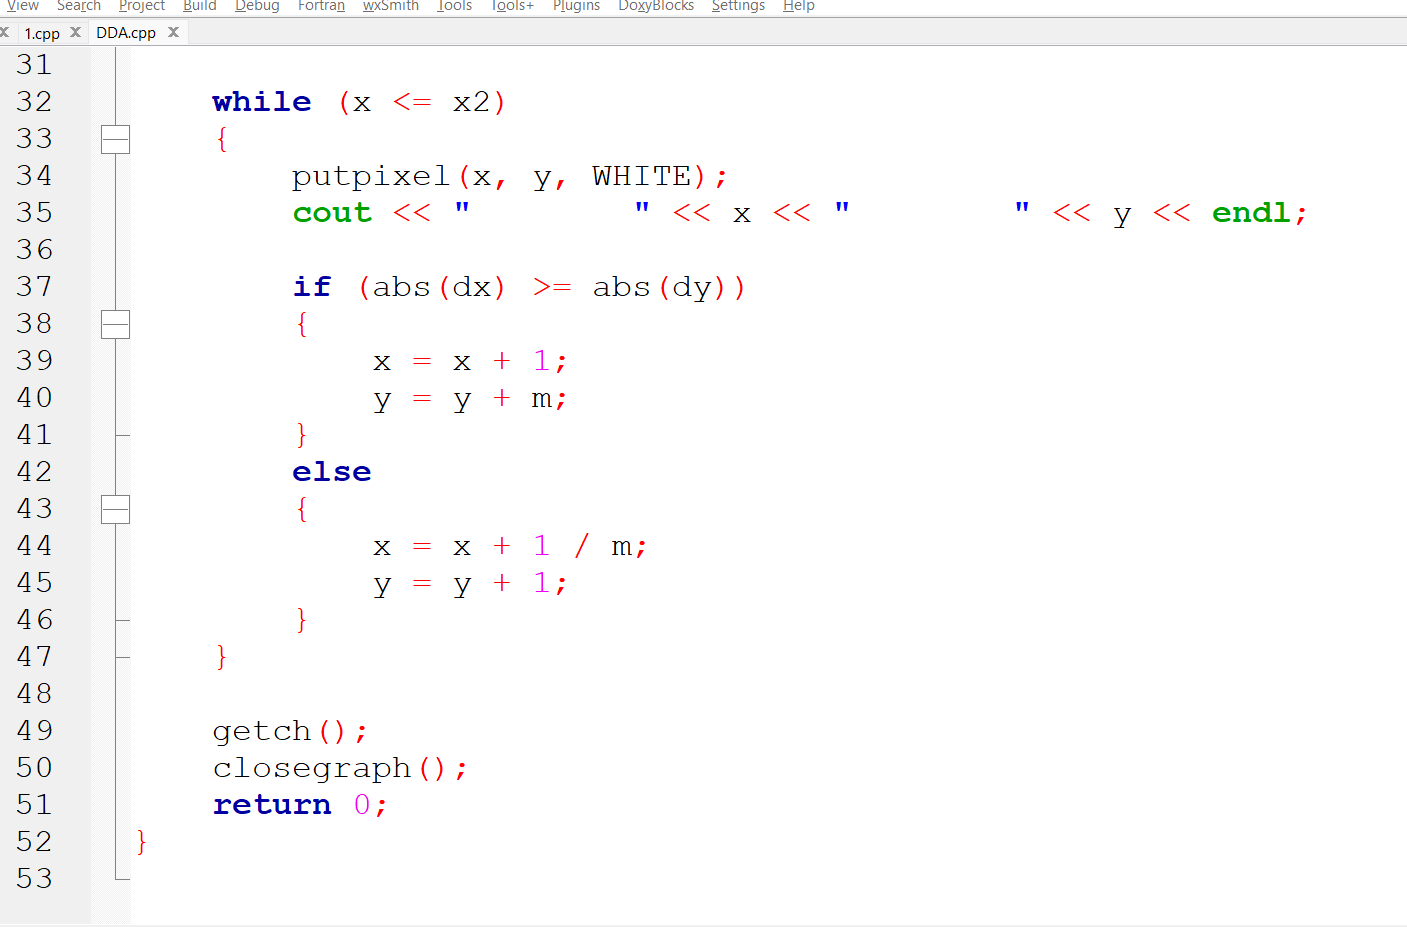 View Search Project Build Debug Fortran wxSmith Tools Tools+ Plugins DoxyBlocks Settings Help
X 1.cpp X DDA.cpp X
31
32 while (x <= x2)
33 {
34 putpixel(x, y, WHITE);
35 cout << "        " << x << "        " << y << endl;
36
37 if (abs(dx) >= abs(dy))
38 {
39 x = x + 1;
40 y = y + m;
41 }
42 else
43 {
44 x = x + 1 / m;
45 y = y + 1;
46 }
47 }
48
49 getch();
50 closegraph();
51 return 0;
52 }
53